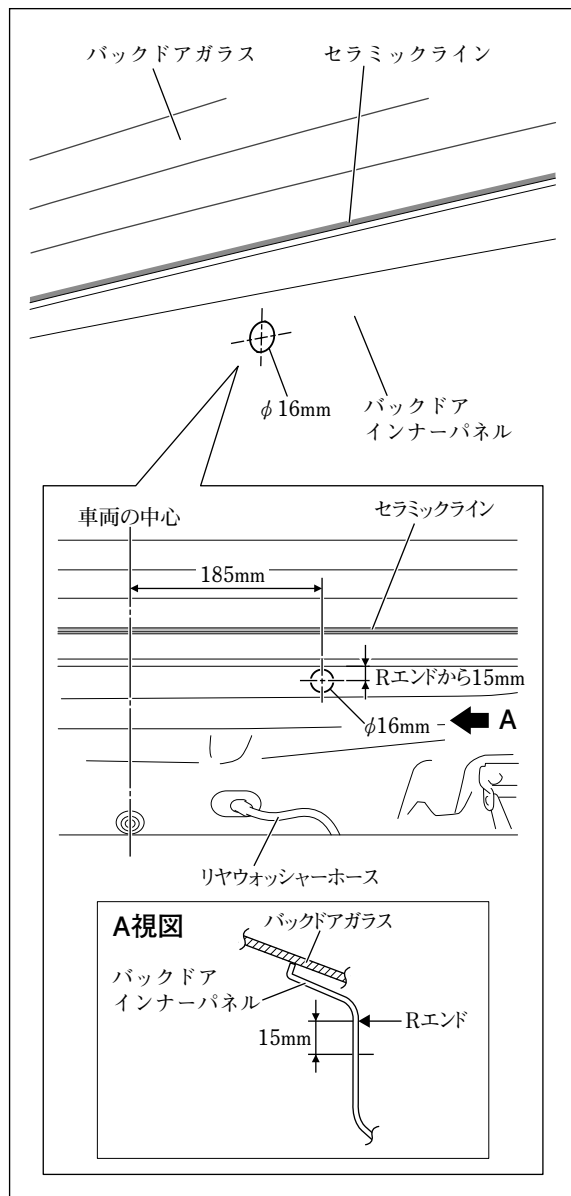 バックドアガラス
セラミックライン
φ16mm
バックドア
インナーパネル
車両の中心
セラミックライン
185mm
Rエンドから15mm
φ16mm
A
リヤウォッシャーホース
A視図
バックドアガラス
バックドア
インナーパネル
Rエンド
15mm